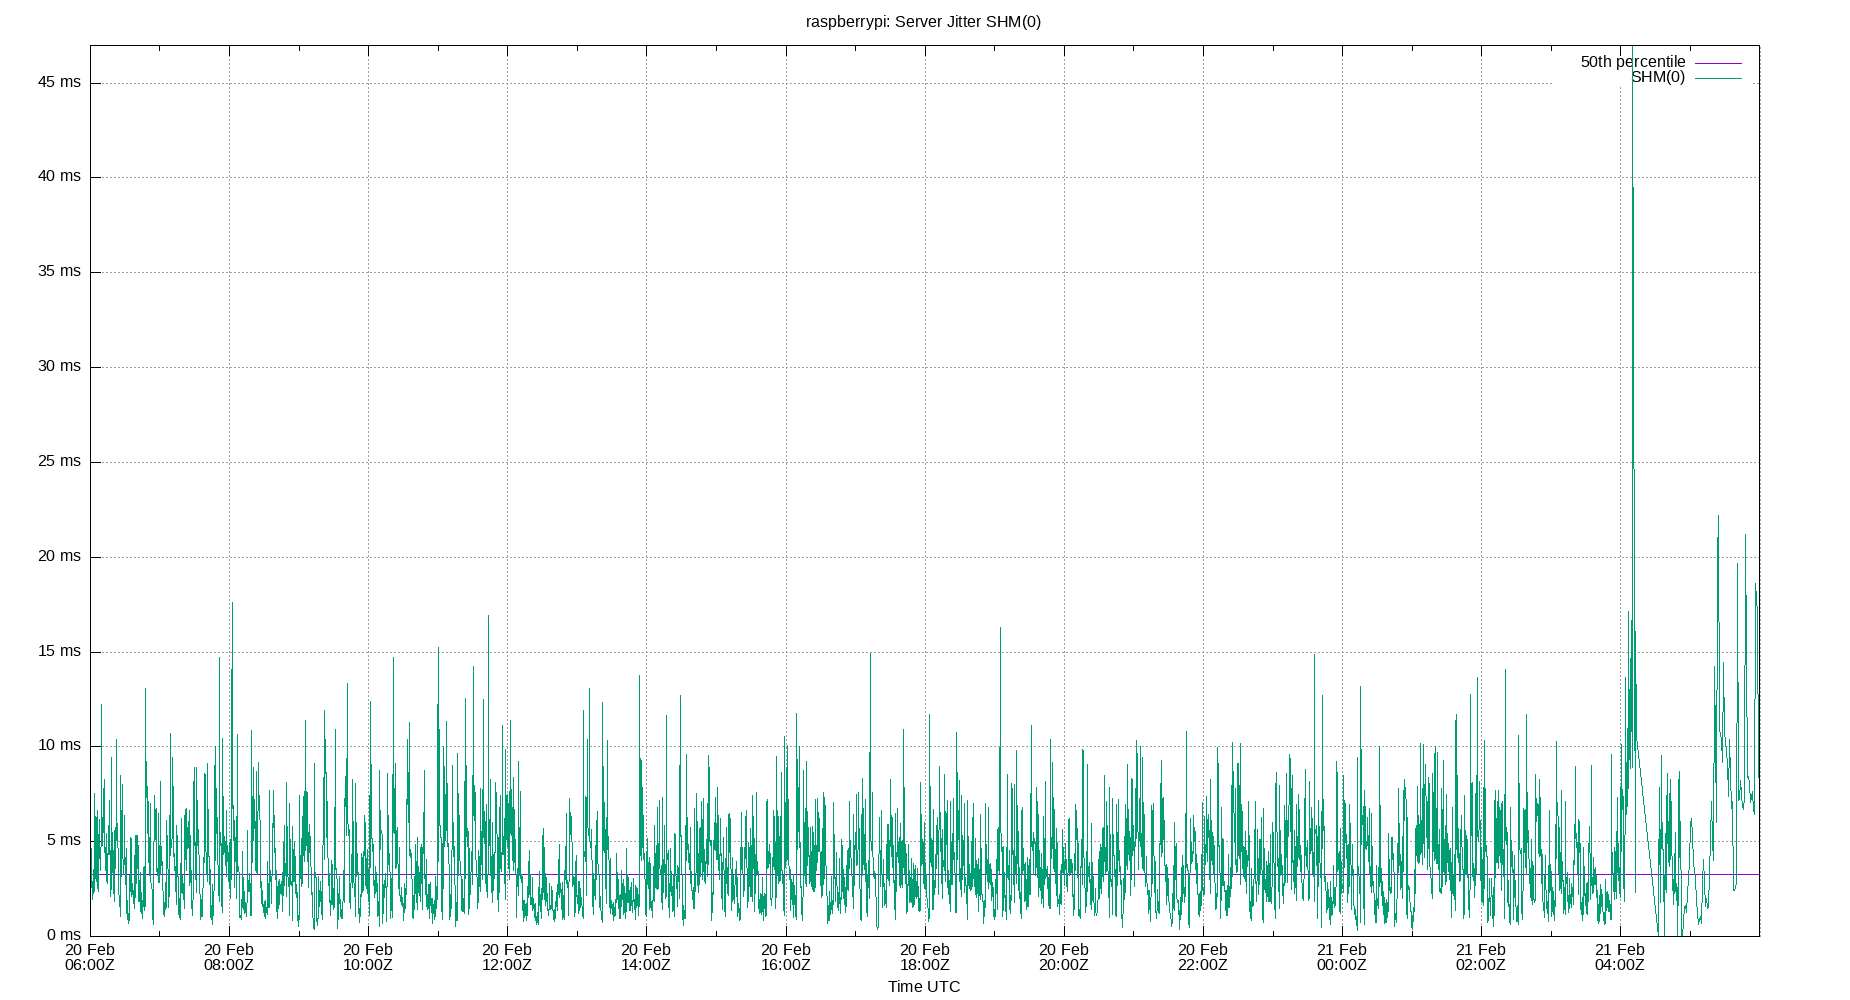 raspberrypi: Server Jitter SHM(0)
50th percentile
SHM(0)
45 ms
40 ms
35 ms
30 ms
25 ms
20 ms
15 ms
10 ms
5 ms
0 ms
20 Feb 20 Feb 20 Feb 20 Feb 20 Feb 20 Feb 20 Feb 20 Feb 20 Feb 21 Feb 21 Feb 21 Feb
06:00Z 08:00Z 10:00Z 12:00Z 14:00Z 16:00Z 18:00Z 20:00Z 22:00Z 00:00Z 02:00Z 04:00Z
Time UTC